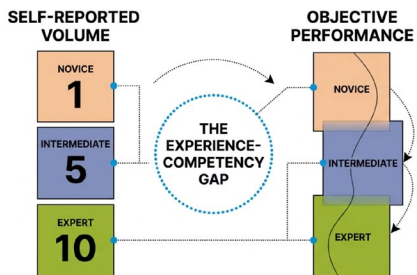 SELF-REPORTED
VOLUME
NOVICE
1
INTERMEDIATE
5
EXPERT
10
THE
EXPERIENCE-
COMPETENCY
GAP
OBJECTIVE
PERFORMANCE
NOVICE
INTERMEDIATE
EXPERT